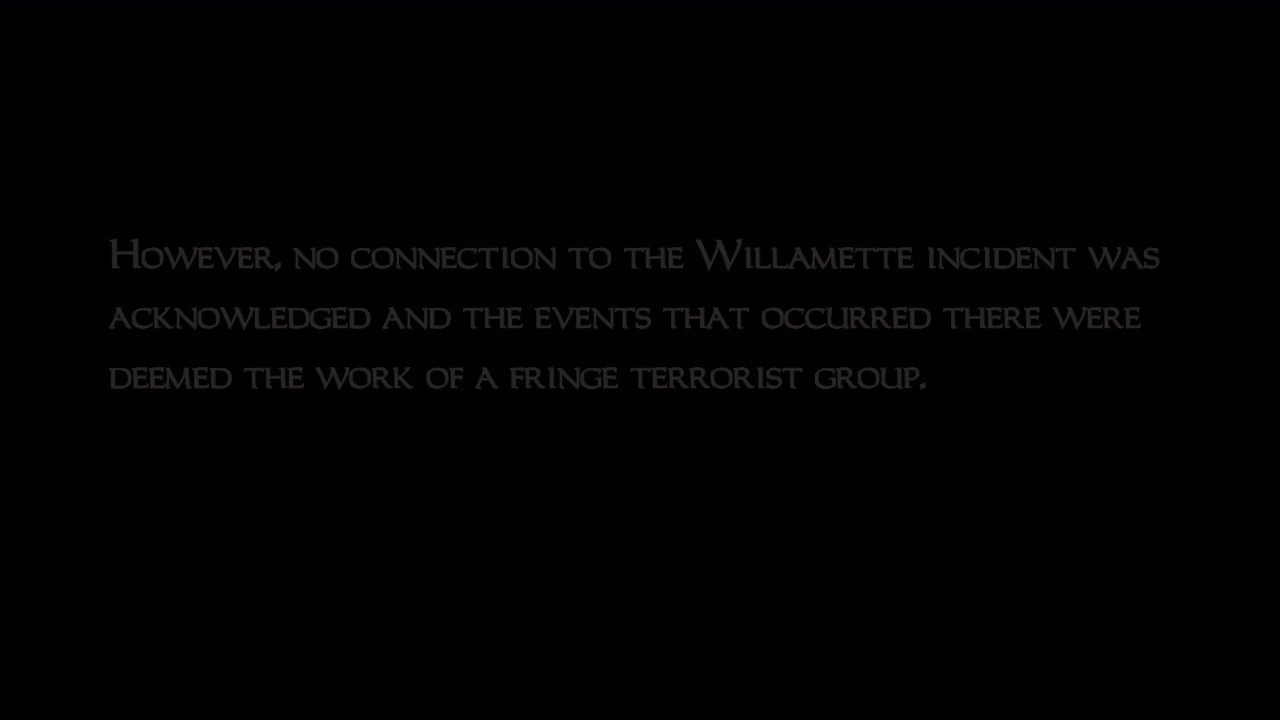 However, no connection to the Willamette incident was
acknowledged and the events that occurred there were
deemed the work of a fringe terrorist group.